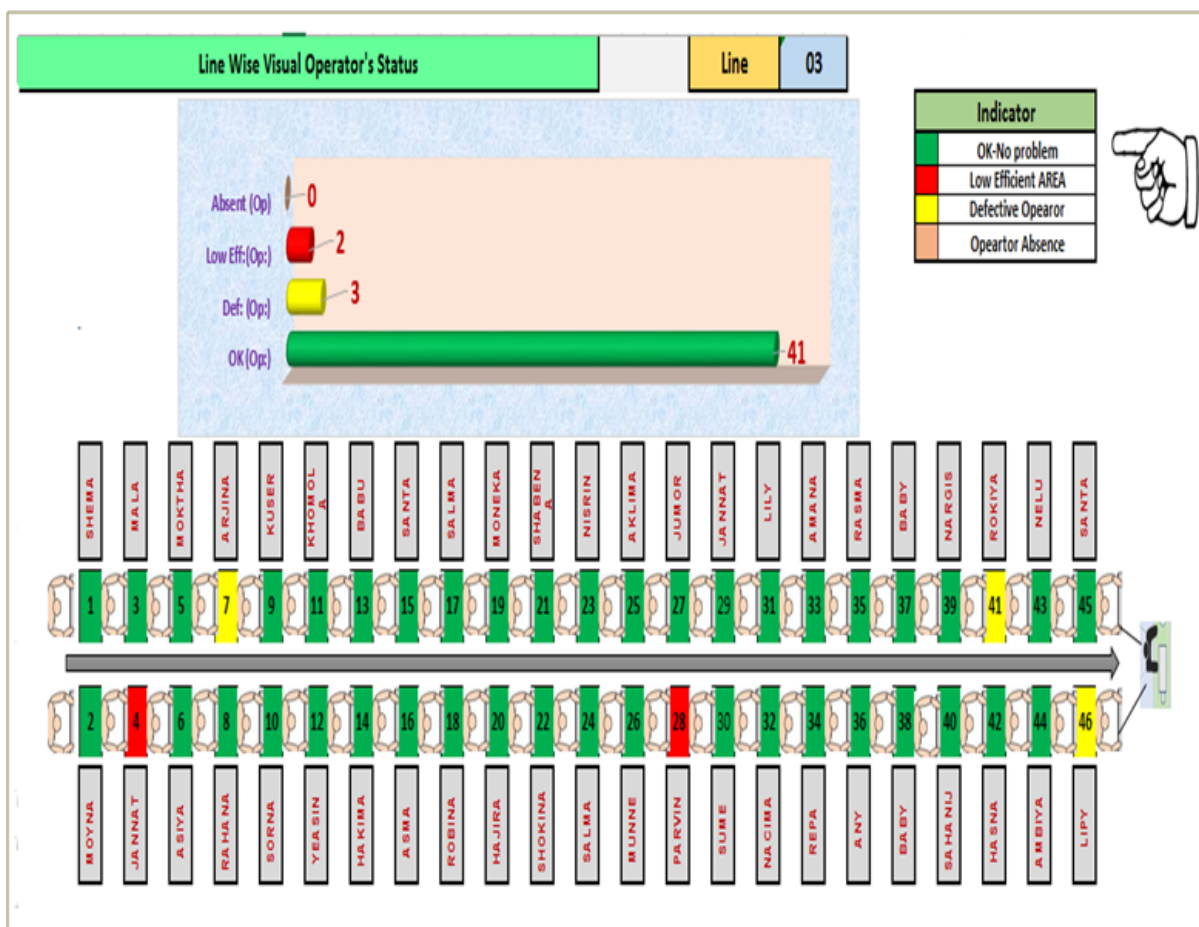 Line Wise Visual Operator's Status
Line
03
Indicator
OK-No problem
Low Efficient AREA
Defective Opearor
Opeartor Absence
Absent (Op)
0
Low Eff:(Op:)
2
Def: (Op:)
3
OK (Op:)
41
SHEMA
MALA
MOKTHA
ARJINA
KUSER
KHOMOL
A
BABU
SANTA
SALMA
MONEKA
SHABBEN
A
NISRIN
AKLIMA
JUMOR
JANNAT
LILY
AMANA
RASMA
BABY
NARGIS
ROKIYA
NELU
SANTA
1 3 5 7 9 11 13 15 17 19 21 23 25 27 29 31 33 35 37 39 41 43 45
2 4 6 8 10 12 14 16 18 20 22 24 26 28 30 32 34 36 38 40 42 44 46
MOYNA
JANNAT
ASIYA
RAHANA
SORNA
YEASIN
HAKIMA
ASMA
ROBINA
HAJIRA
SHOKINA
SALMA
MUNNE
PARVIN
SUME
NACIMA
REPA
ANY
BABY
SAHANIJ
HASNA
AMBIYA
LIPY